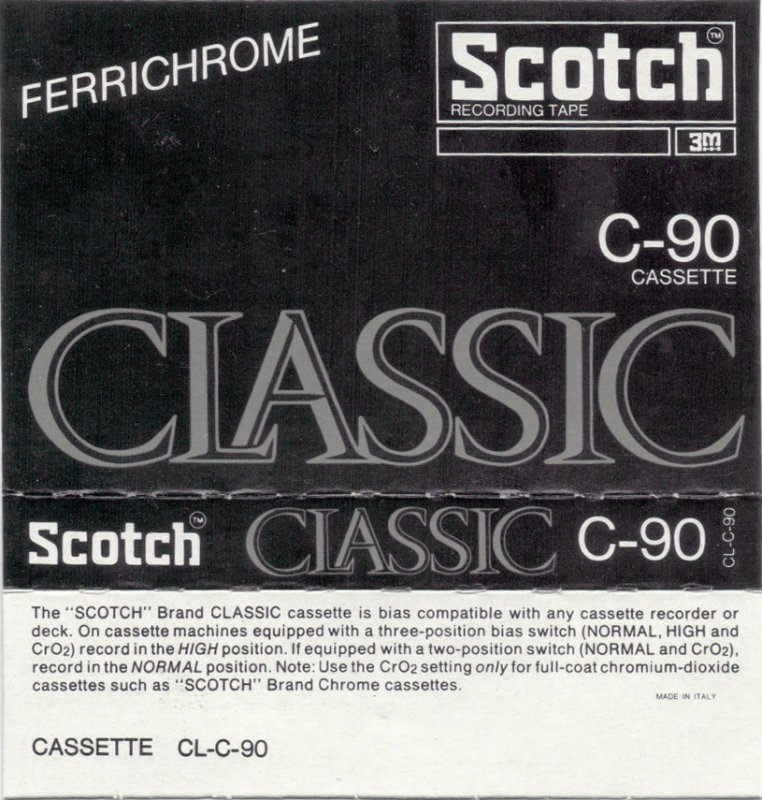 FERRICHROME
Scotch™
RECORDING TAPE
3M
C-90
CASSETTE
CLASSIC
Scotch™ CLASSIC C-90 CL-C-90
The "SCOTCH" Brand CLASSIC cassette is bias compatible with any cassette recorder or
deck. On cassette machines equipped with a three-position bias switch (NORMAL, HIGH and
CrO2) record in the HIGH position. If equipped with a two-position switch (NORMAL and CrO2),
record in the NORMAL position. Note: Use the CrO2 setting only for full-coat chromium-dioxide
cassettes such as "SCOTCH" Brand Chrome cassettes.
MADE IN ITALY
CASSETTE CL-C-90